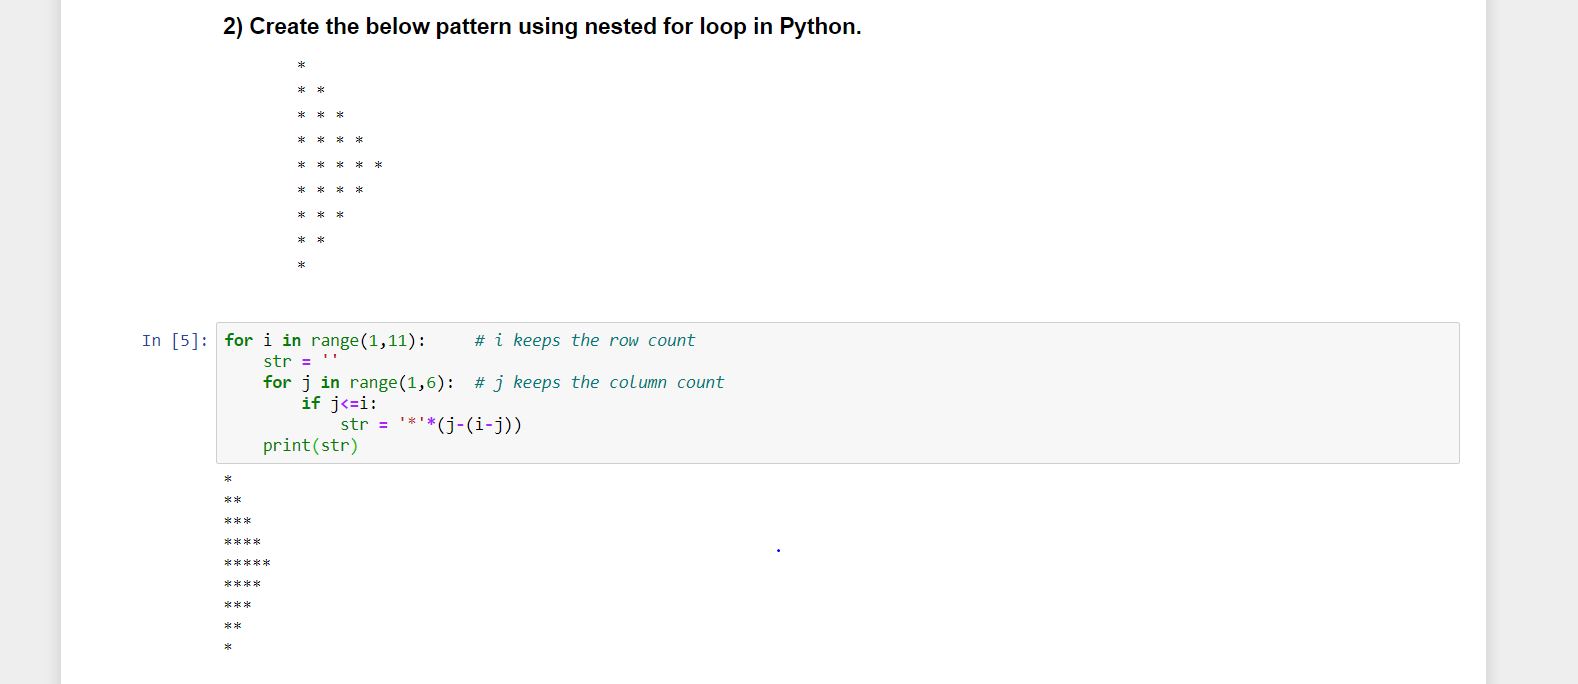 2) Create the below pattern using nested for loop in Python.
*
* *
* * *
* * * *
* * * * *
* * * *
* * *
* *
*
In [5]: for i in range(1,11):     # i keeps the row count
    str = ''
    for j in range(1,6):  # j keeps the column count
        if j<=i:
            str = '*'*(j-(i-j))
    print(str)
*
**
***
****
*****
****
***
**
*